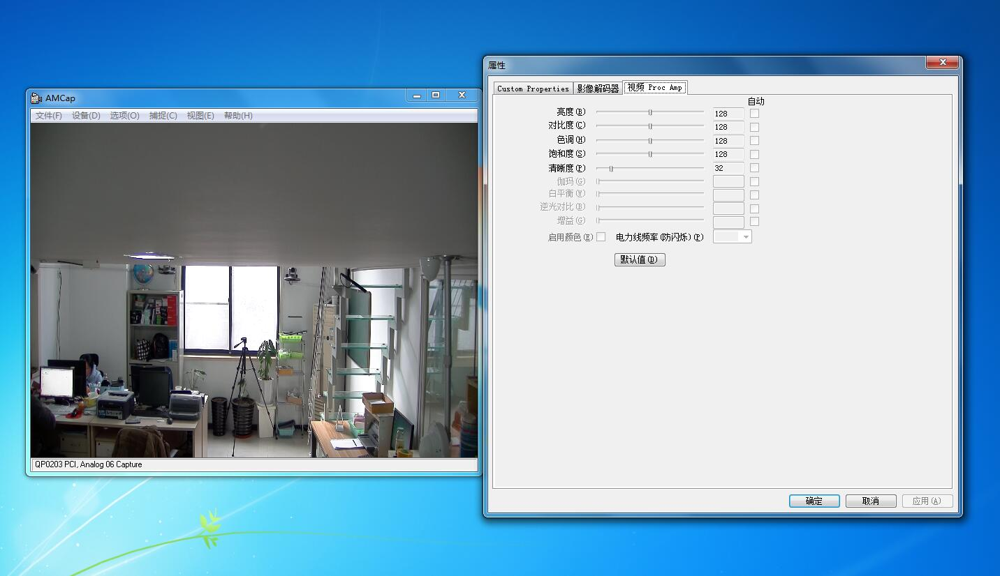 AMCap
文件(F) 设备(D) 选项(O) 捕捉(C) 视图(E) 帮助(H)
QP0203 PCI, Analog 06 Capture
属性
Custom Properties 影像解码器 视频 Proc Amp
自动
亮度(B) 128
对比度(C) 128
色调(H) 128
饱和度(S) 128
清晰度(P) 32
伽玛(G)
白平衡(W)
逆光对比(B)
增益(G)
启用颜色(E) 电力线频率(防闪烁)(P)
默认值(D)
确定 取消 应用(A)